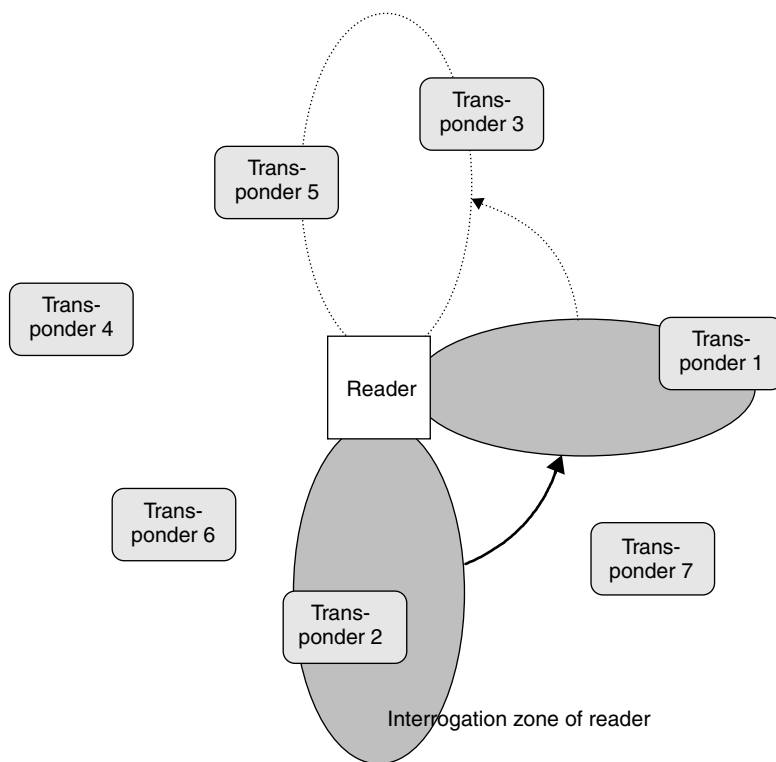 Trans-
ponder 3
Trans-
ponder 5
Trans-
ponder 4
Trans-
ponder 1
Reader
Trans-
ponder 6
Trans-
ponder 7
Trans-
ponder 2
Interrogation zone of reader